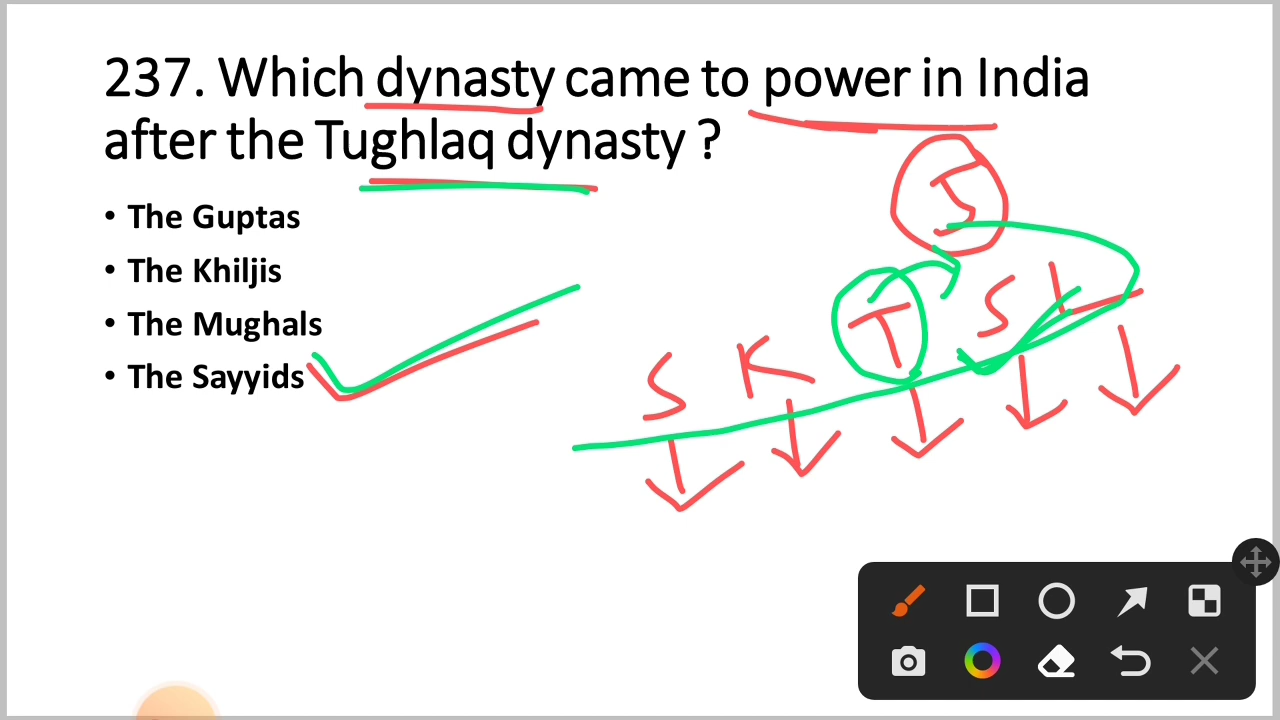 237. Which dynasty came to power in India
after the Tughlaq dynasty ?
• The Guptas
• The Khiljis
• The Mughals
• The Sayyids
S K T S L